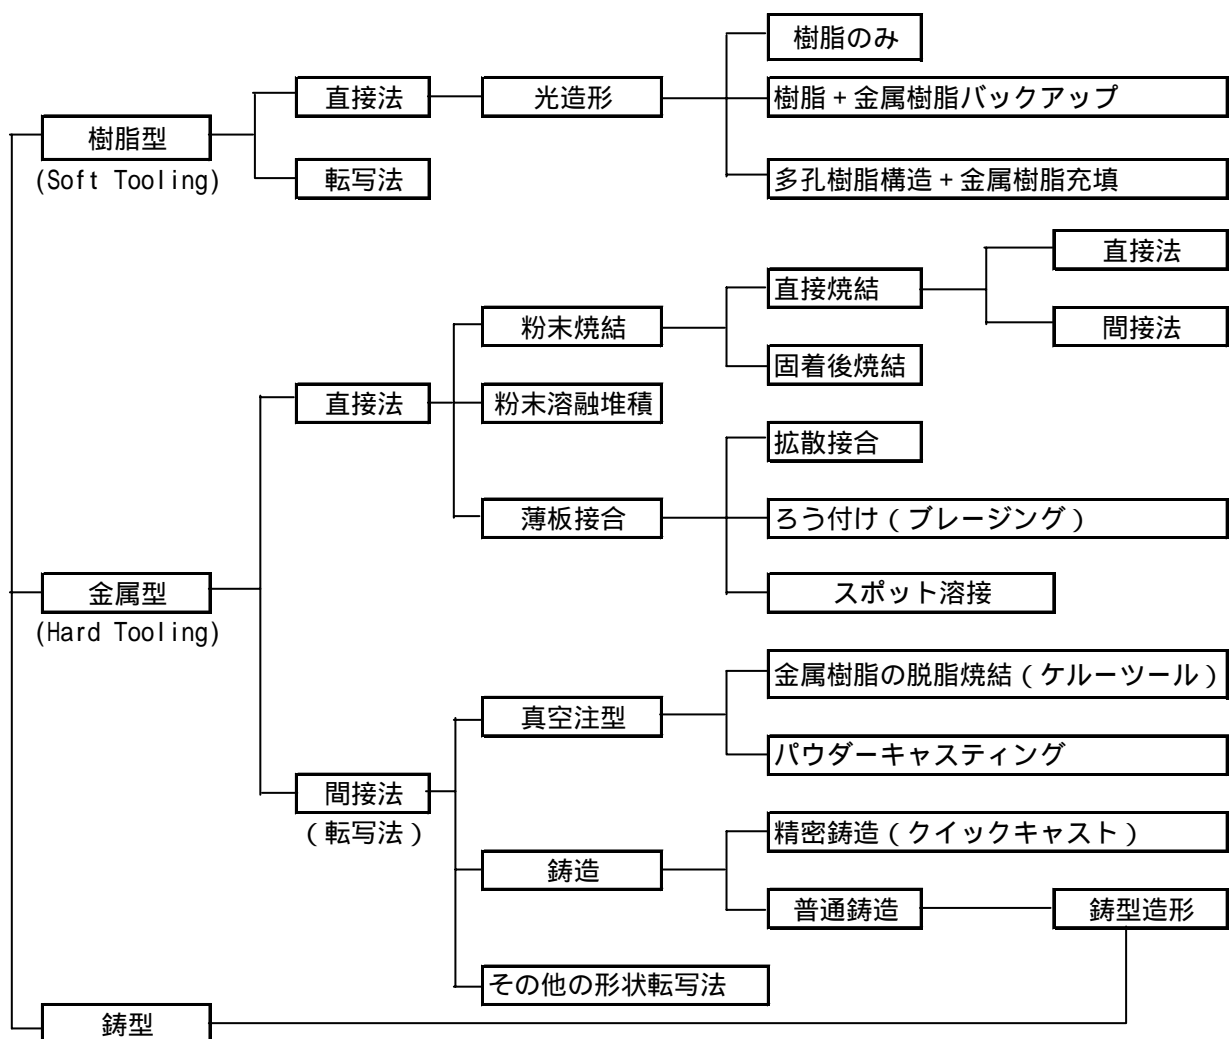 樹脂のみ
直接法
光造形
樹脂+金属樹脂バックアップ
樹脂型
(Soft Tooling)
転写法
多孔樹脂構造+金属樹脂充填
直接法
直接焼結
粉末焼結
間接法
固着後焼結
直接法
粉末溶融堆積
拡散接合
薄板接合
ろう付け(ブレージング)
金属型
(Hard Tooling)
スポット溶接
金属樹脂の脱脂焼結(ケルーツール)
真空注型
パウダーキャスティング
間接法
(転写法)
精密鋳造(クイックキャスト)
鋳造
普通鋳造
鋳型造形
その他の形状転写法
鋳型